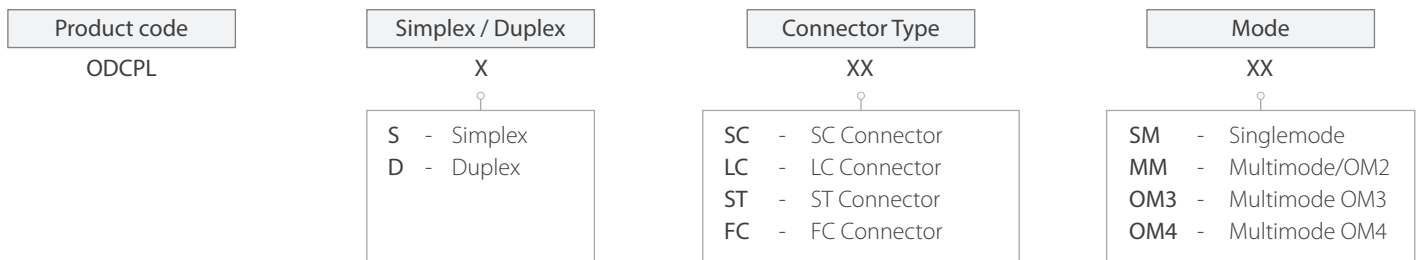 Product code Simplex / Duplex Connector Type Mode
ODCPL X XX XX
S - Simplex SC - SC Connector SM - Singlemode
D - Duplex LC - LC Connector MM - Multimode/OM2
ST - ST Connector OM3 - Multimode OM3
FC - FC Connector OM4 - Multimode OM4